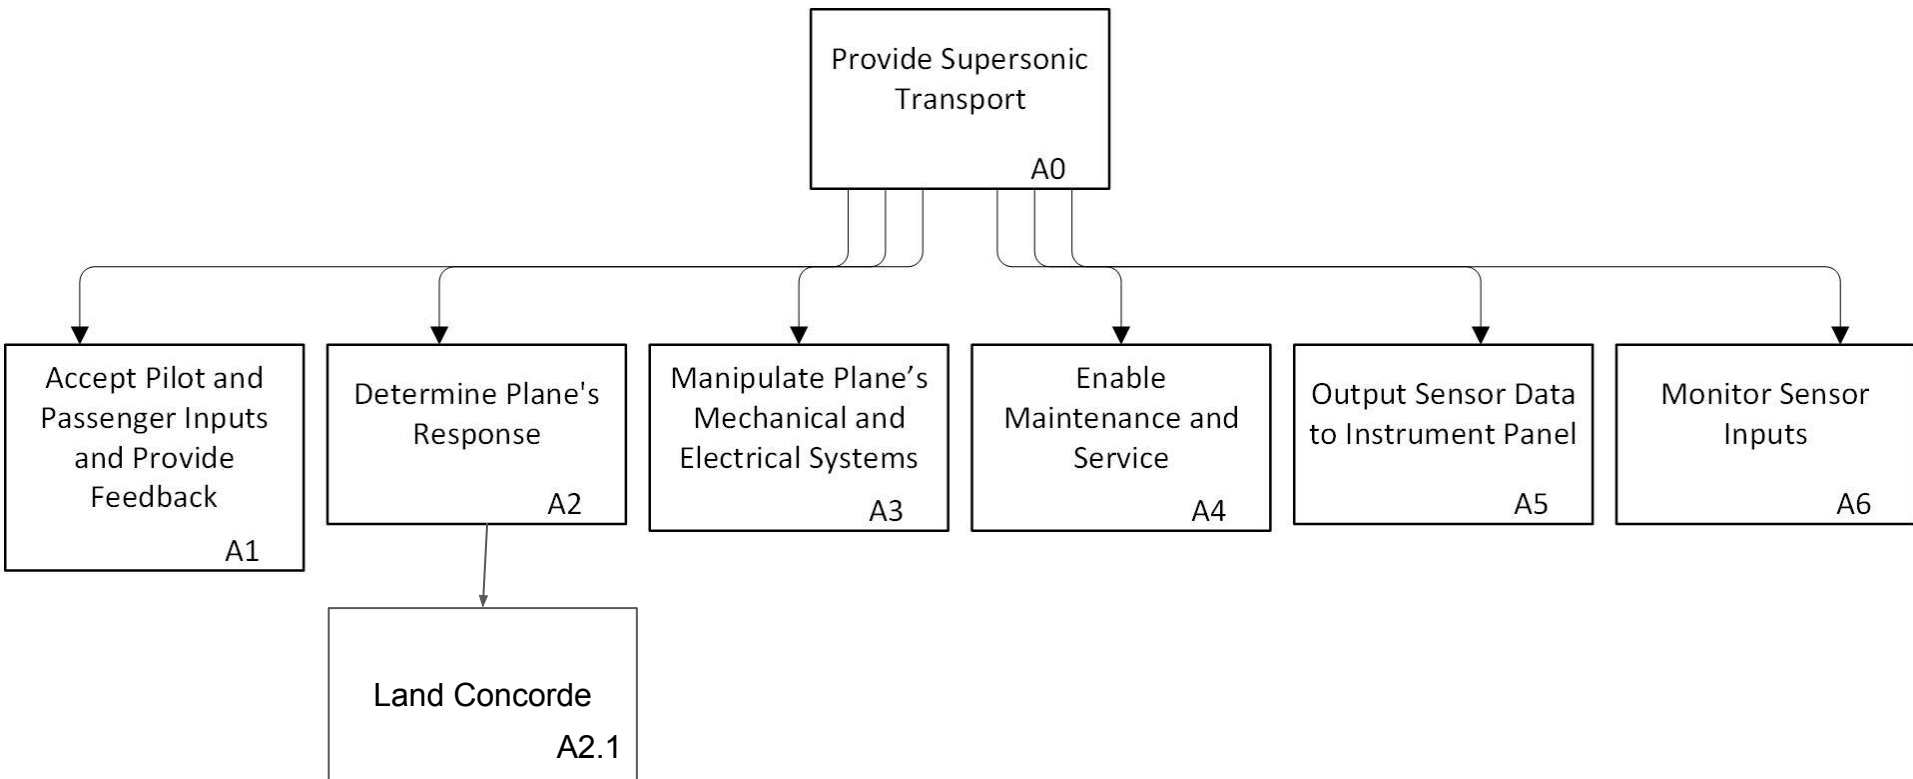 Provide Supersonic
Transport
A0
Accept Pilot and
Passenger Inputs
and Provide
Feedback
A1
Determine Plane's
Response
A2
Manipulate Plane’s
Mechanical and
Electrical Systems
A3
Enable
Maintenance and
Service
A4
Output Sensor Data
to Instrument Panel
A5
Monitor Sensor
Inputs
A6
Land Concorde
A2.1